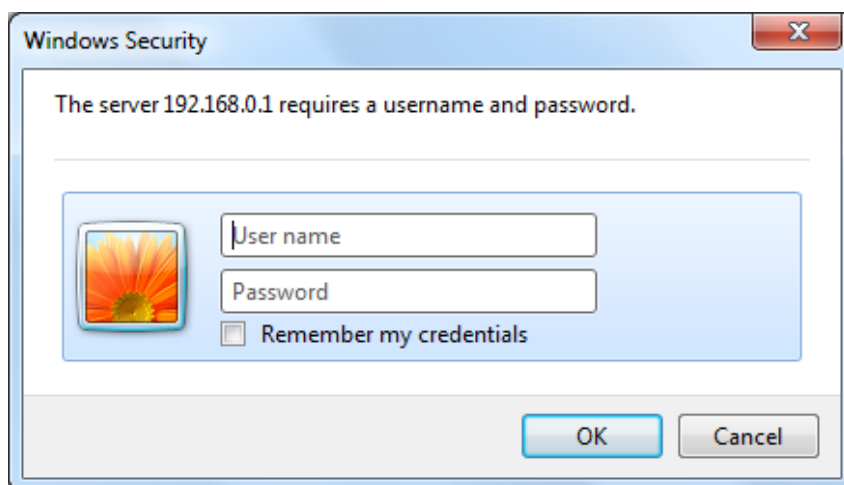 Windows Security
The server 192.168.0.1 requires a username and password.
User name
Password
Remember my credentials
OK
Cancel